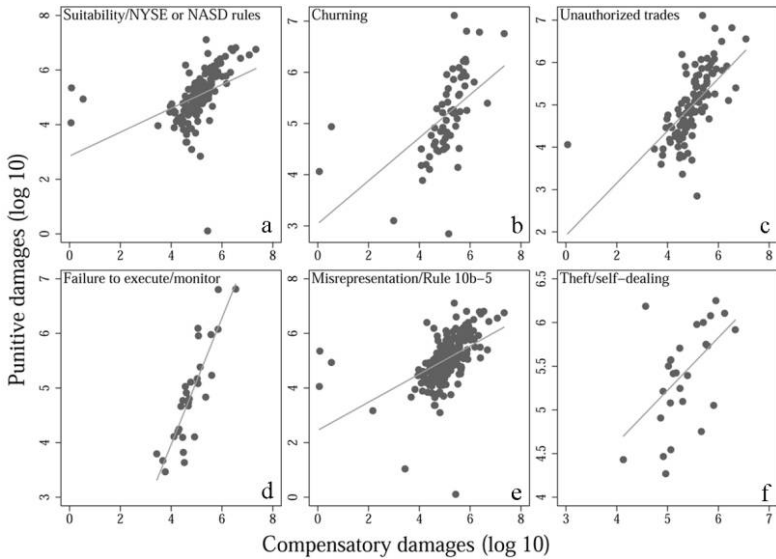 Suitability/NYSE or NASD rules
Churning
Unauthorized trades
Punitive damages (log 10)
0 2 4 5 6
a
0 2 4 6 8
3 4 5 6 7
b
0 2 4 6 8
2 3 4 5 6 7
c
0 2 4 6 8
Failure to execute/monitor
Misrepresentation/Rule 10b-5
Theft/self-dealing
3 4 5 6 7
d
0 2 4 6 8
0 2 4 6 8
e
0 2 4 6 8
4 4.5 5 5.5 6 6.5
f
3 4 5 6 7
Compensatory damages (log 10)